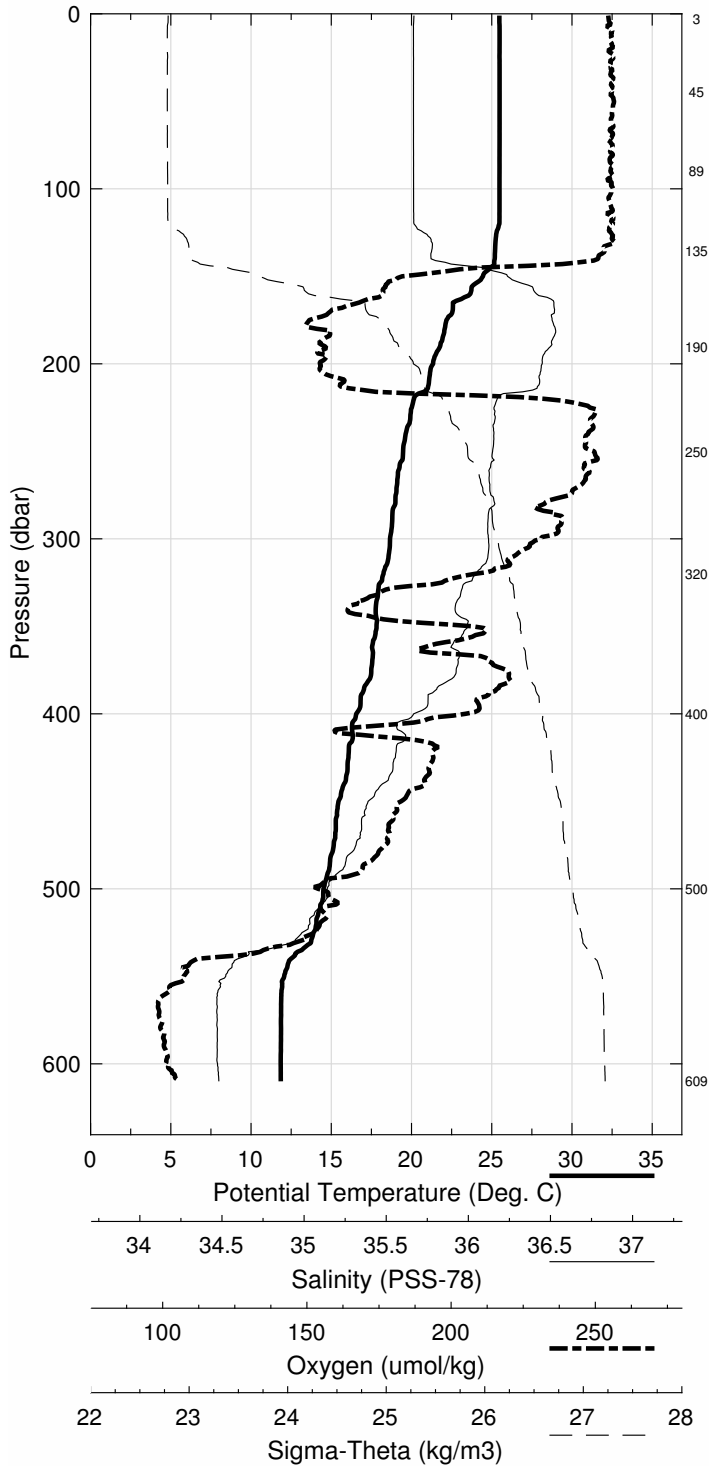 0 3
45
89
100
135
190
200
250
Pressure (dbar)
300
320
400 400
500 500
600 609
0 5 10 15 20 25 30 35
Potential Temperature (Deg. C)
34 34.5 35 35.5 36 36.5 37
Salinity (PSS-78)
100 150 200 250
Oxygen (umol/kg)
22 23 24 25 26 27 28
Sigma-Theta (kg/m3)